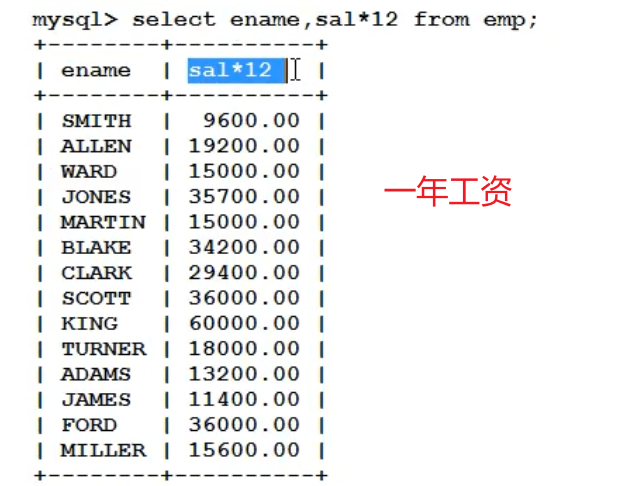 mysql> select ename,sal*12 from emp;
+--------+----------+
| ename  | sal*12   |
+--------+----------+
| SMITH  |  9600.00 |
| ALLEN  | 19200.00 |
| WARD   | 15000.00 |
| JONES  | 35700.00 |
| MARTIN | 15000.00 |
| BLAKE  | 34200.00 |
| CLARK  | 29400.00 |
| SCOTT  | 36000.00 |
| KING   | 60000.00 |
| TURNER | 18000.00 |
| ADAMS  | 13200.00 |
| JAMES  | 11400.00 |
| FORD   | 36000.00 |
| MILLER | 15600.00 |
+--------+----------+
一年工资